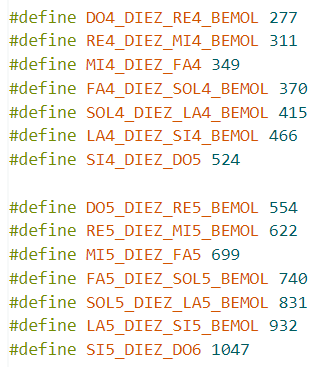 #define DO4_DIEZ_RE4_BEMOL 277
#define RE4_DIEZ_MI4_BEMOL 311
#define MI4_DIEZ_FA4 349
#define FA4_DIEZ_SOL4_BEMOL 370
#define SOL4_DIEZ_LA4_BEMOL 415
#define LA4_DIEZ_SI4_BEMOL 466
#define SI4_DIEZ_DO5 524
#define DO5_DIEZ_RE5_BEMOL 554
#define RE5_DIEZ_MI5_BEMOL 622
#define MI5_DIEZ_FA5 699
#define FA5_DIEZ_SOL5_BEMOL 740
#define SOL5_DIEZ_LA5_BEMOL 831
#define LA5_DIEZ_SI5_BEMOL 932
#define SI5_DIEZ_DO6 1047